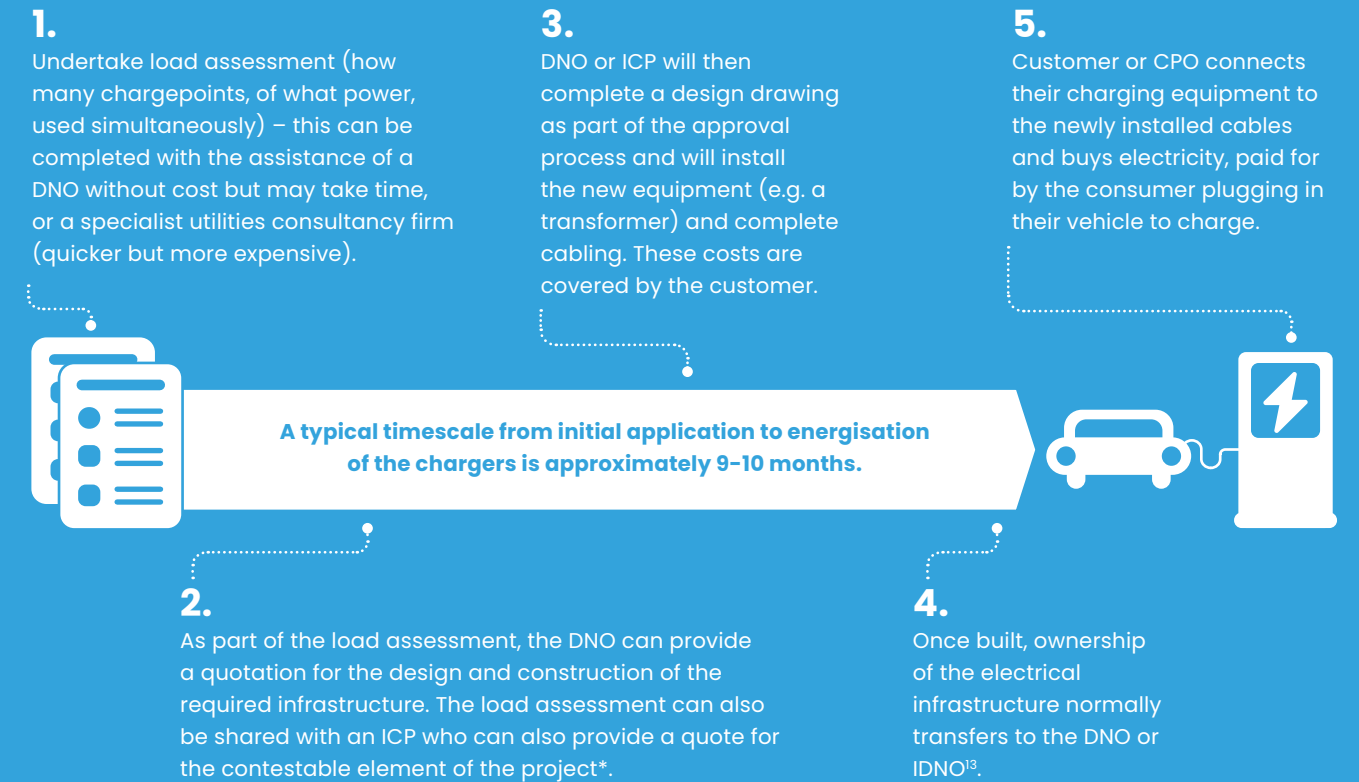 1.
Undertake load assessment (how
many chargepoints, of what power,
used simultaneously) – this can be
completed with the assistance of a
DNO without cost but may take time,
or a specialist utilities consultancy firm
(quicker but more expensive).
3.
DNO or ICP will then
complete a design drawing
as part of the approval
process and will install
the new equipment (e.g. a
transformer) and complete
cabling. These costs are
covered by the customer.
5.
Customer or CPO connects
their charging equipment to
the newly installed cables
and buys electricity, paid for
by the consumer plugging in
their vehicle to charge.
A typical timescale from initial application to energisation
of the chargers is approximately 9-10 months.
2.
As part of the load assessment, the DNO can provide
a quotation for the design and construction of the
required infrastructure. The load assessment can also
be shared with an ICP who can also provide a quote for
the contestable element of the project*.
4.
Once built, ownership
of the electrical
infrastructure normally
transfers to the DNO or
IDNO¹³.